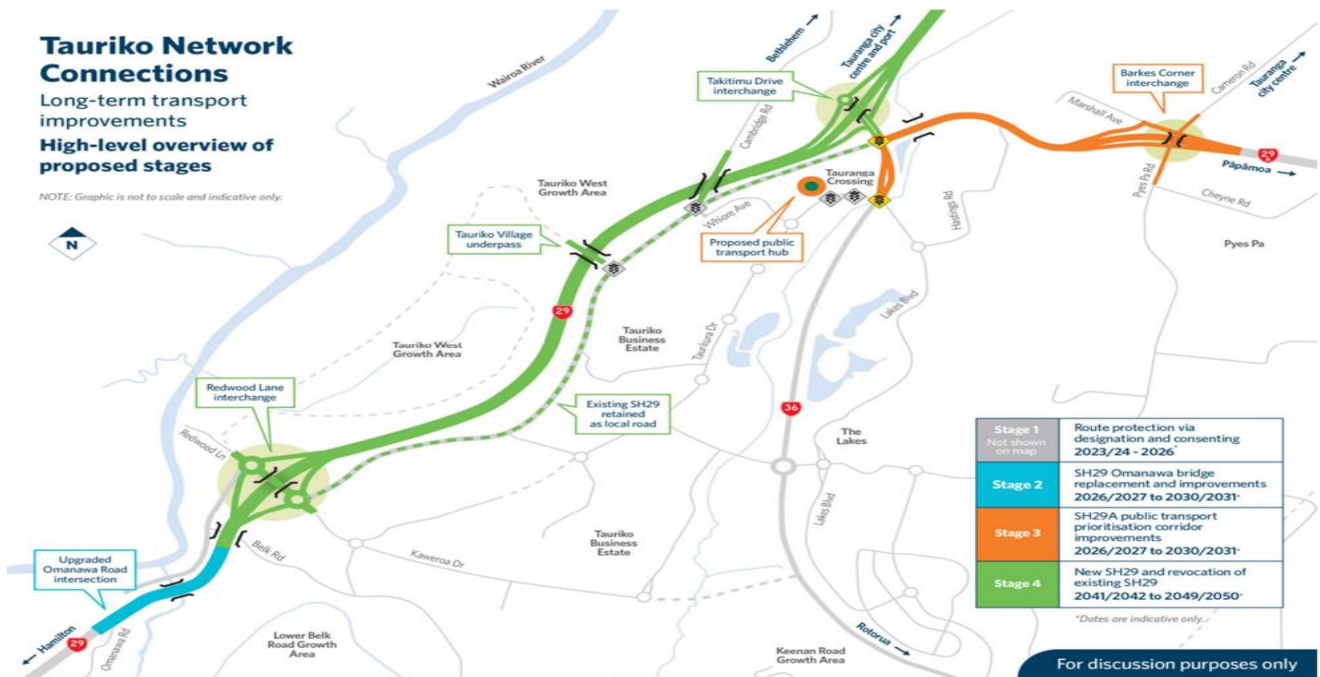 Tauriko Network
Connections
Long-term transport
improvements
High-level overview of
proposed stages
NOTE: Graphic is not to scale and indicative only.
N
Wairoa River
Bethlehem
Tauranga city
centre and port
Takitimu Drive
interchange
Cambridge Rd
Barkes Corner
interchange
Cameron Rd
Tauranga
city centre
Marshall Ave
29
Pāpāmoa
Pyes Pa Rd
Cheyne Rd
Pyes Pa
Tauriko West
Growth Area
Tauranga
Crossing
Whiore Ave
Hastings Rd
Tauriko Village
underpass
Proposed public
transport hub
29
Lakes Blvd
Tauriko
Business
Estate
Taurikura Dr
Tauriko West
Growth Area
Redwood Lane
interchange
Existing SH29
retained
as local road
36
The
Lakes
Redwood Ln
Lakes Blvd
Tauriko
Business
Estate
Belk Rd
Kaweroa Dr
Upgraded
Omanawa Road
intersection
Hamilton
29
Omanawa Rd
Lower Belk
Road Growth
Area
Rotorua
Keenan Road
Growth Area
Stage 1
Not shown
on map
Route protection via
designation and consenting
2023/24 - 2026*
Stage 2
SH29 Omanawa bridge
replacement and improvements
2026/2027 to 2030/2031*
Stage 3
SH29A public transport
prioritisation corridor
improvements
2026/2027 to 2030/2031*
Stage 4
New SH29 and revocation of
existing SH29
2041/2042 to 2049/2050*
*Dates are indicative only.
For discussion purposes only